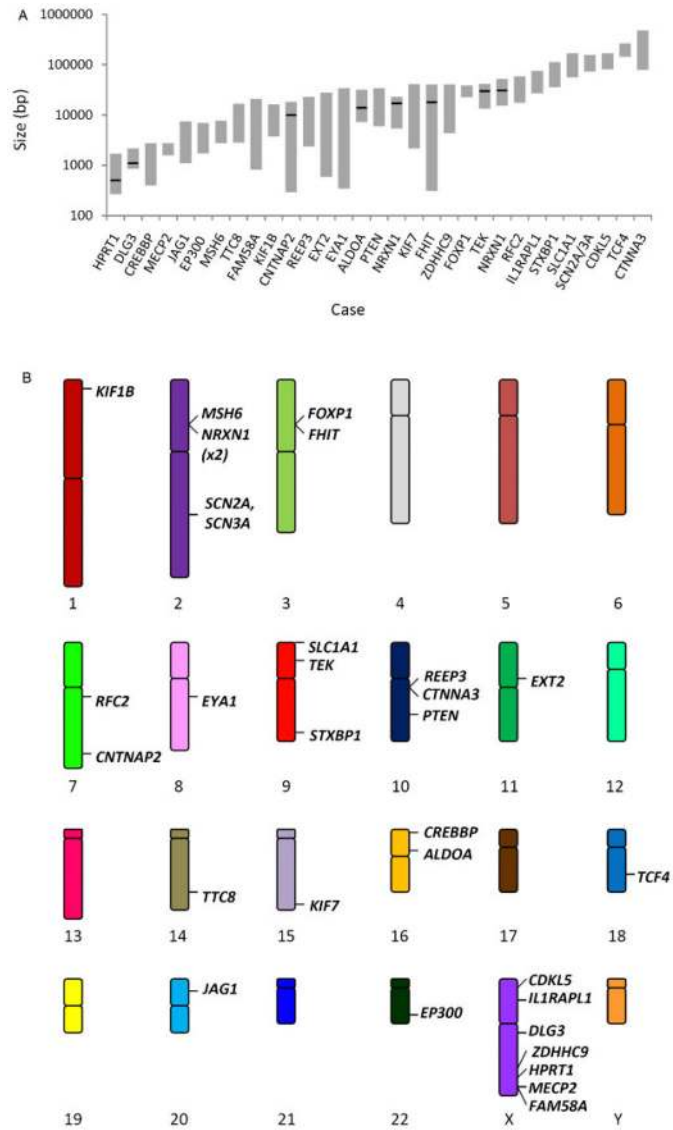 A
Size (bp)
1000000
100000
10000
1000
100
HPRT1
DLG3
CREBBP
MECP2
JAG1
EP300
MSH6
TTC8
FAM58A
KIF1B
CNTNAP2
REEP3
EXT2
EYA1
ALDOA
PTEN
NRXN1
KIF7
FHIT
ZDHHC9
FOXP1
TEK
NRXN1
RFC2
IL1RAPL1
STXBP1
SLC1A1
SCN2A/3A
CDKL5
TCF4
CTNNA3
Case
B
KIF1B
MSH6
NRXN1
(x2)
SCN2A,
SCN3A
FOXP1
FHIT
1 2 3 4 5 6
RFC2
CNTNAP2
EYA1
SLC1A1
TEK
STXBP1
REEP3
CTNNA3
PTEN
EXT2
7 8 9 10 11 12
TTC8
KIF7
CREBBP
ALDOA
TCF4
13 14 15 16 17 18
JAG1
EP300
CDKL5
IL1RAPL1
DLG3
ZDHHC9
HPRT1
MECP2
FAM58A
19 20 21 22 X Y